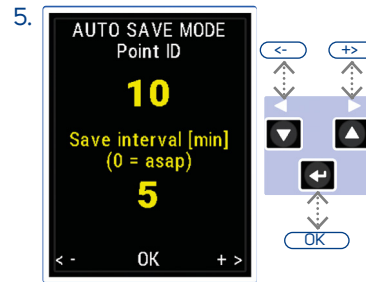 5.
AUTO SAVE MODE
Point ID
10
Save interval [min]
(0 = asap)
5
< - OK + >
<- +>
OK